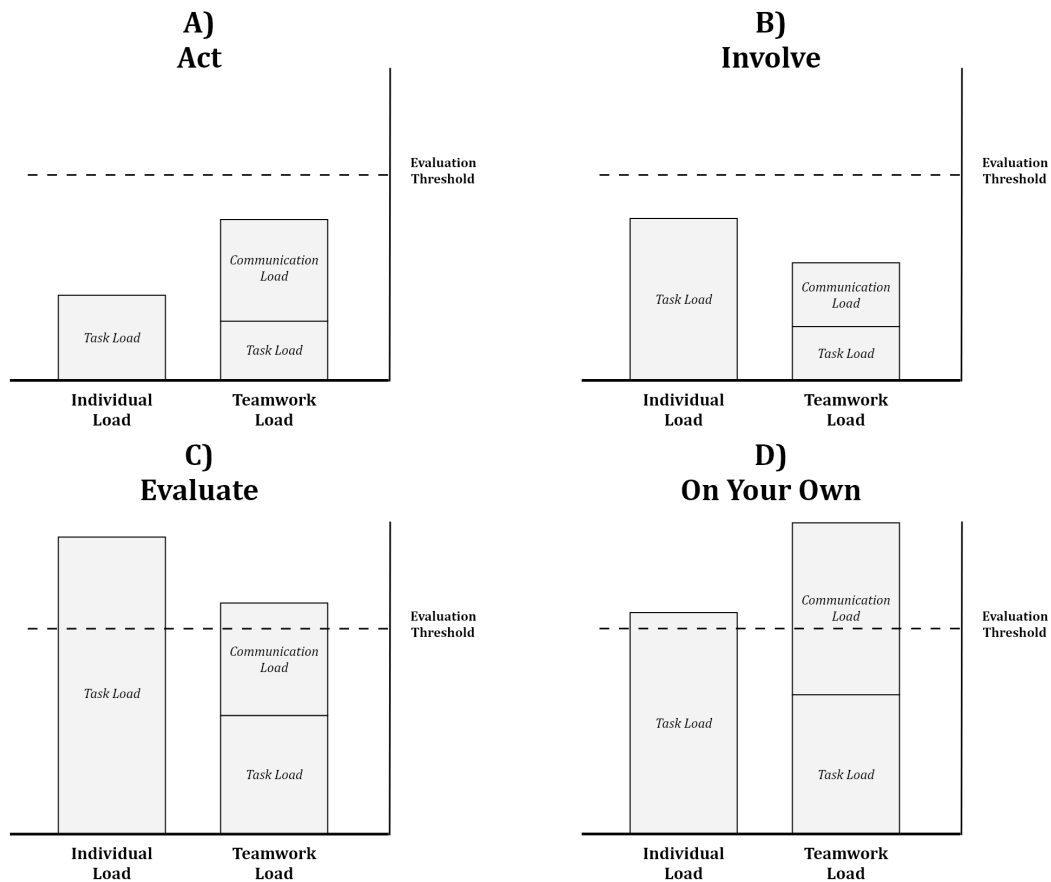 A)
Act
Evaluation
Threshold
Communication
Load
Task Load
Task Load
Individual
Load
Teamwork
Load
B)
Involve
Evaluation
Threshold
Task Load
Communication
Load
Task Load
Individual
Load
Teamwork
Load
C)
Evaluate
Evaluation
Threshold
Communication
Load
Task Load
Task Load
Individual
Load
Teamwork
Load
D)
On Your Own
Communication
Load
Evaluation
Threshold
Task Load
Task Load
Individual
Load
Teamwork
Load